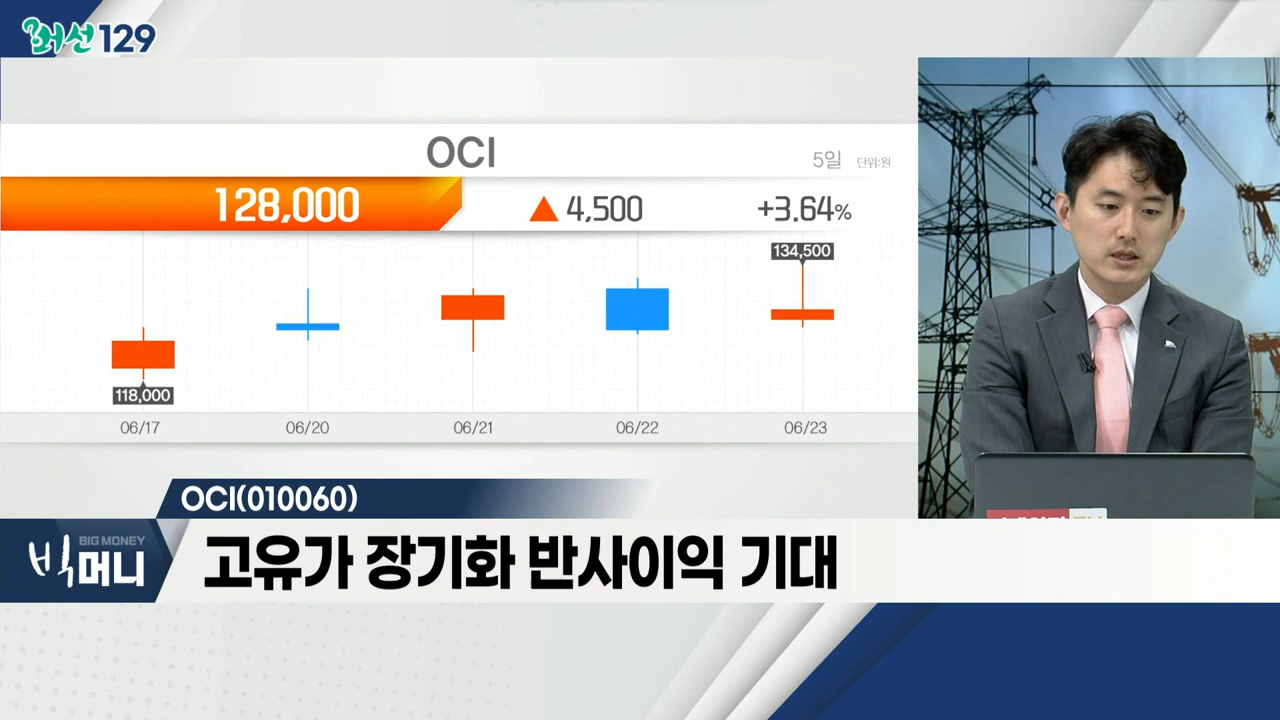 희선129
OCI
5일 단위:원
128,000 ▲ 4,500 +3.64%
134,500
118,000
06/17 06/20 06/21 06/22 06/23
OCI(010060)
BIG MONEY
빅머니
고유가 장기화 반사이익 기대